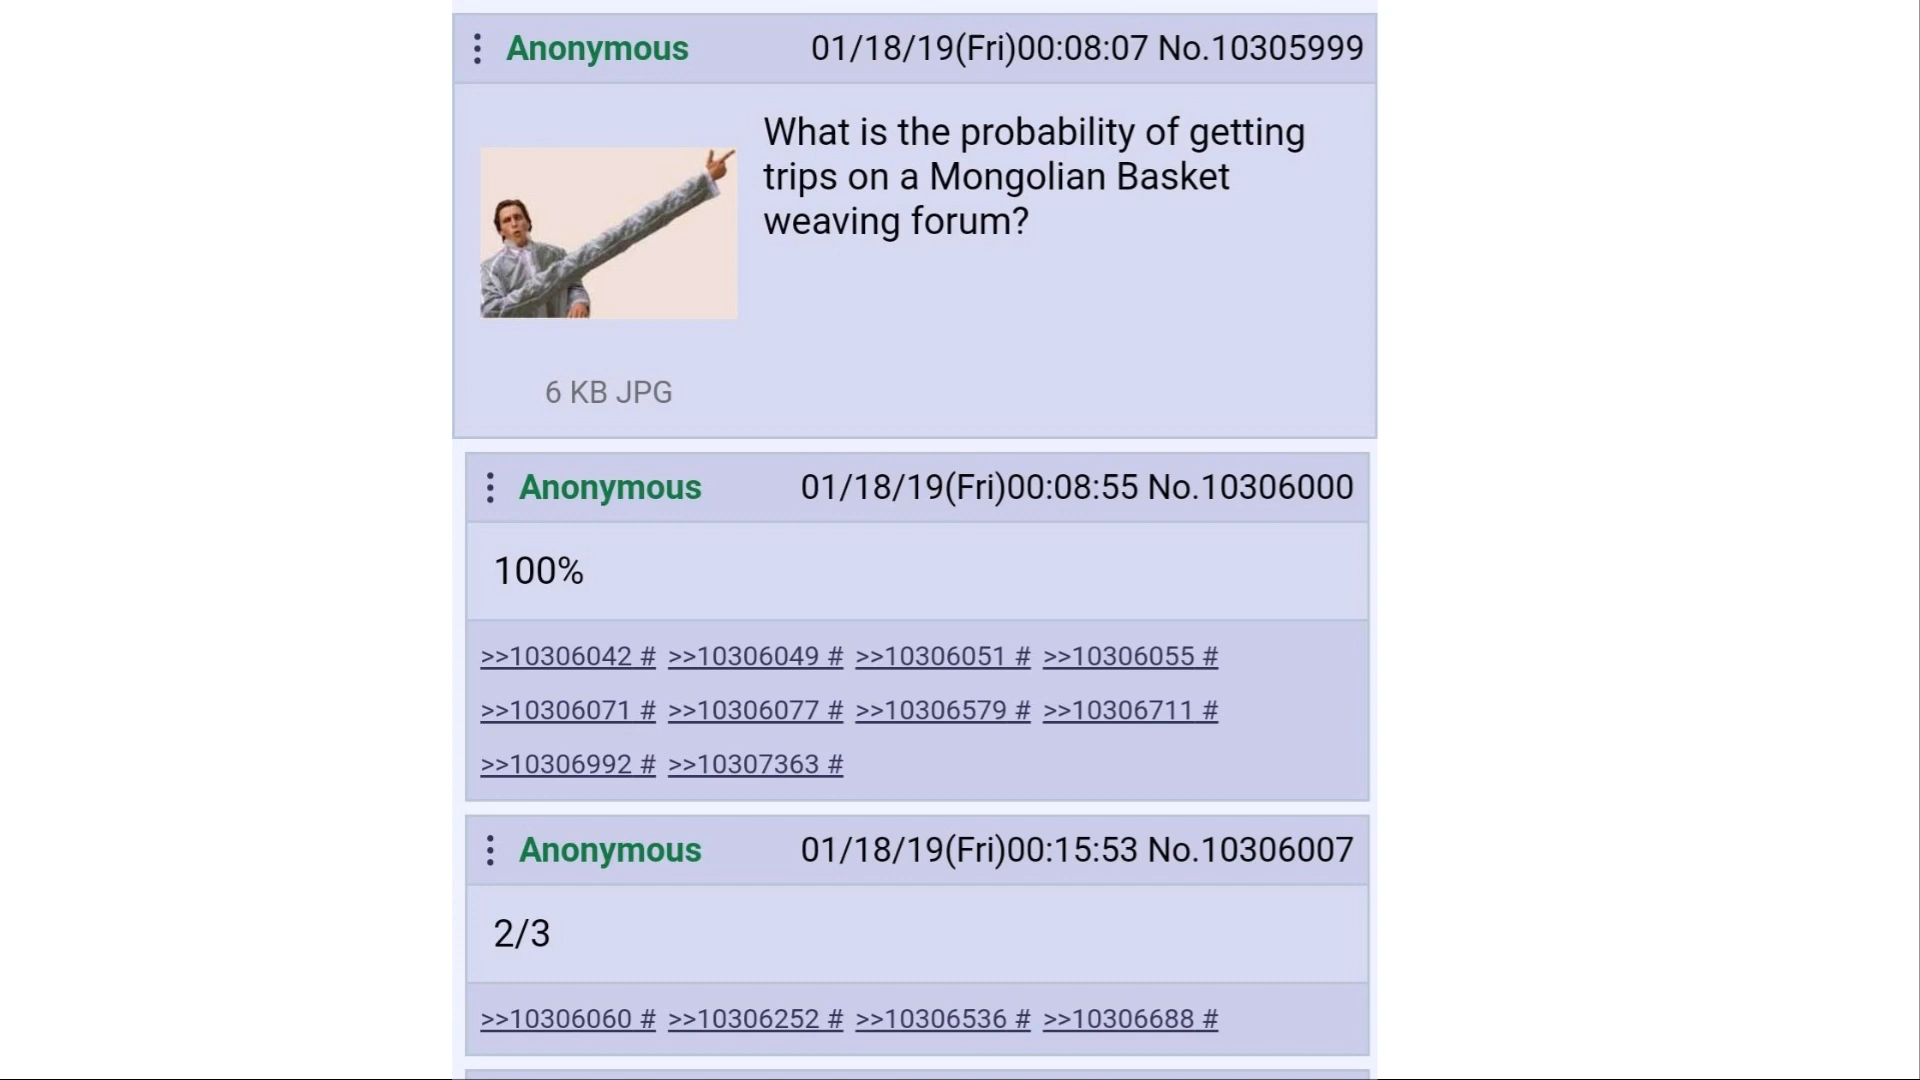 Anonymous 01/18/19(Fri)00:08:07 No.10305999
What is the probability of getting
trips on a Mongolian Basket
weaving forum?
6 KB JPG
Anonymous 01/18/19(Fri)00:08:55 No.10306000
100%
>>10306042 # >>10306049 # >>10306051 # >>10306055 #
>>10306071 # >>10306077 # >>10306579 # >>10306711 #
>>10306992 # >>10307363 #
Anonymous 01/18/19(Fri)00:15:53 No.10306007
2/3
>>10306060 # >>10306252 # >>10306536 # >>10306688 #